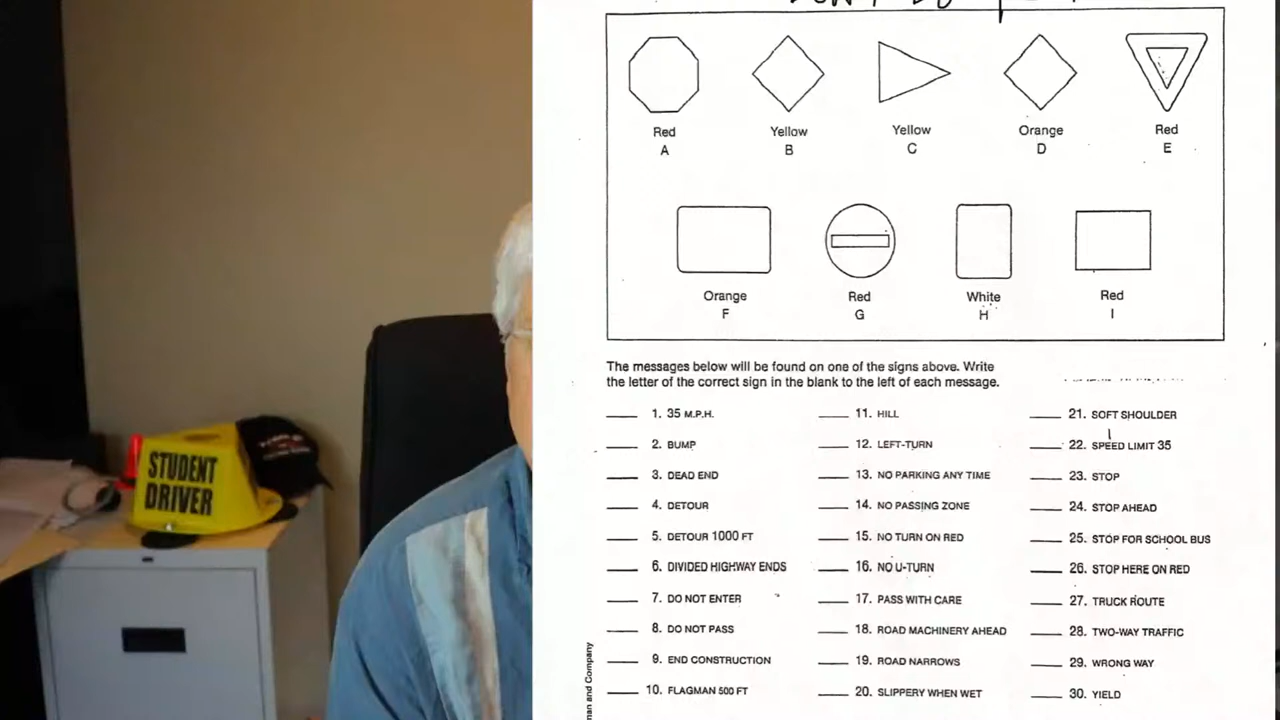 Red Yellow Yellow Orange Red
A B C D E
Orange Red White Red
F G H I
The messages below will be found on one of the signs above. Write
the letter of the correct sign in the blank to the left of each message.
1. 35 M.P.H.
2. BUMP
3. DEAD END
4. DETOUR
5. DETOUR 1000 FT
6. DIVIDED HIGHWAY ENDS
7. DO NOT ENTER
8. DO NOT PASS
9. END CONSTRUCTION
10. FLAGMAN 500 FT
11. HILL
12. LEFT-TURN
13. NO PARKING ANY TIME
14. NO PASSING ZONE
15. NO TURN ON RED
16. NO U-TURN
17. PASS WITH CARE
18. ROAD MACHINERY AHEAD
19. ROAD NARROWS
20. SLIPPERY WHEN WET
21. SOFT SHOULDER
22. SPEED LIMIT 35
23. STOP
24. STOP AHEAD
25. STOP FOR SCHOOL BUS
26. STOP HERE ON RED
27. TRUCK ROUTE
28. TWO-WAY TRAFFIC
29. WRONG WAY
30. YIELD
and Company
STUDENT
DRIVER